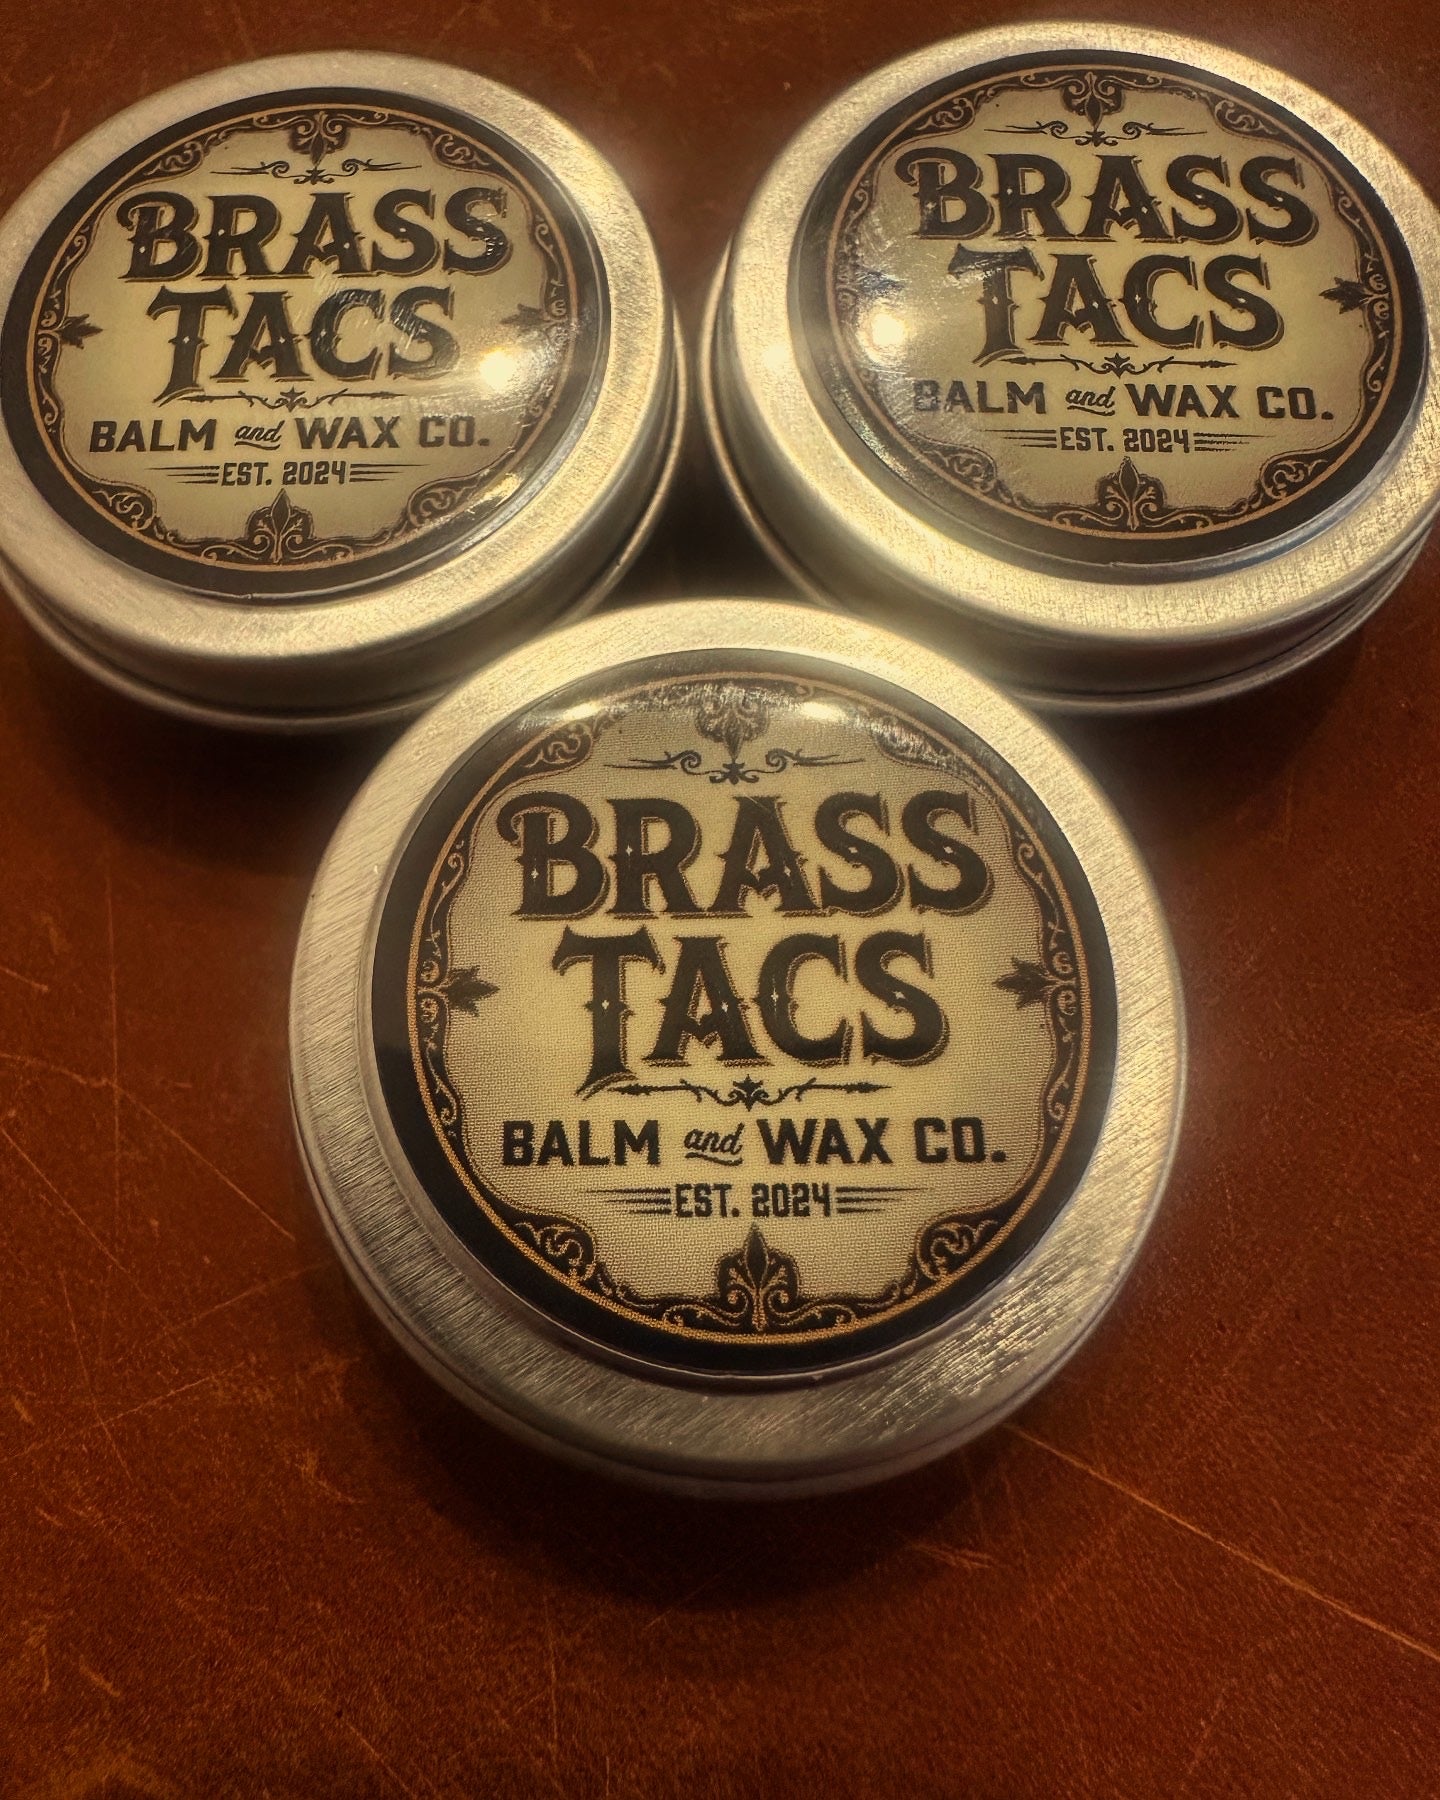 BRASS
TACS
BALM and WAX CO.
EST. 2024
BRASS
TACS
BALM and WAX CO.
EST. 2024
BRASS
TACS
BALM and WAX CO.
EST. 2024